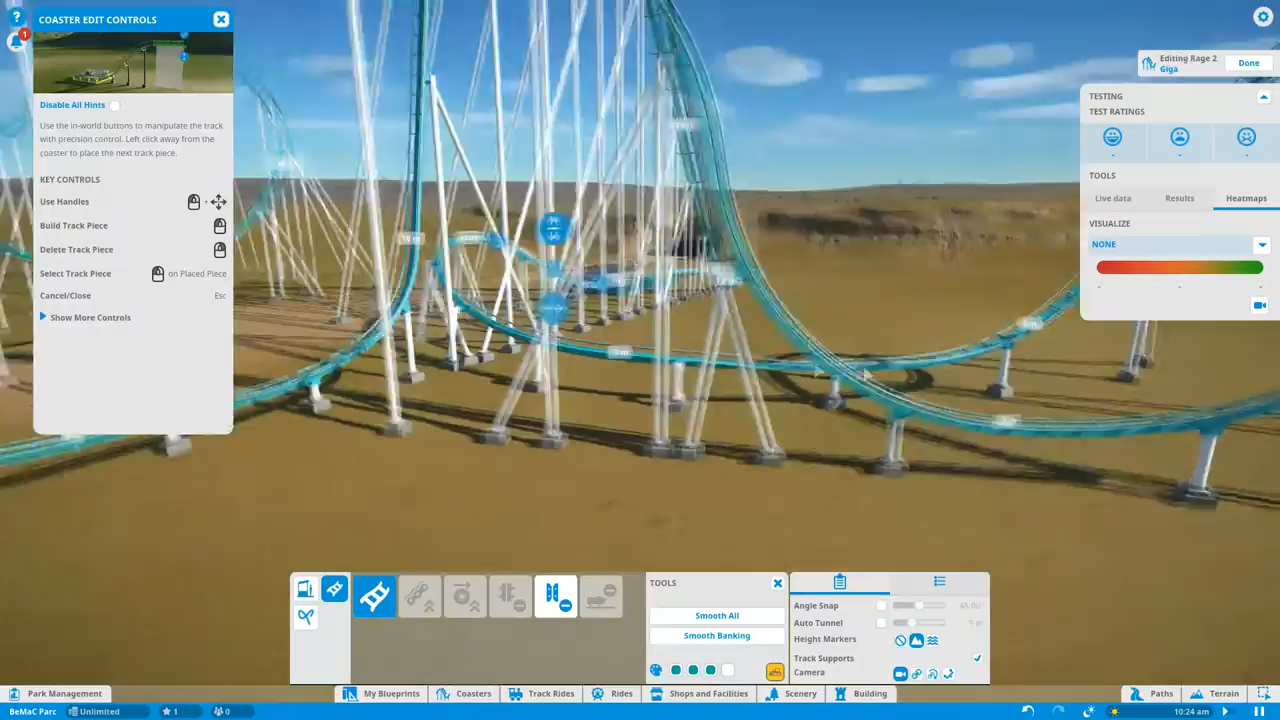 ?
1
COASTER EDIT CONTROLS
Disable All Hints
Use the in-world buttons to manipulate the track
with precision control. Left click away from the
coaster to place the next track piece.
KEY CONTROLS
Use Handles
Build Track Piece
Delete Track Piece
Select Track Piece on Placed Piece
Cancel/Close Esc
Show More Controls
Editing Rage 2
Giga
Done
TESTING
TEST RATINGS
- - -
TOOLS
Live data Results Heatmaps
VISUALIZE
NONE
- - -
TOOLS
Smooth All
Smooth Banking
Angle Snap
Auto Tunnel
Height Markers
Track Supports
Camera
Park Management
My Blueprints
Coasters
Track Rides
Rides
Shops and Facilities
Scenery
Building
Paths
Terrain
BeMaC Parc
Unlimited
1
0
10:24 am